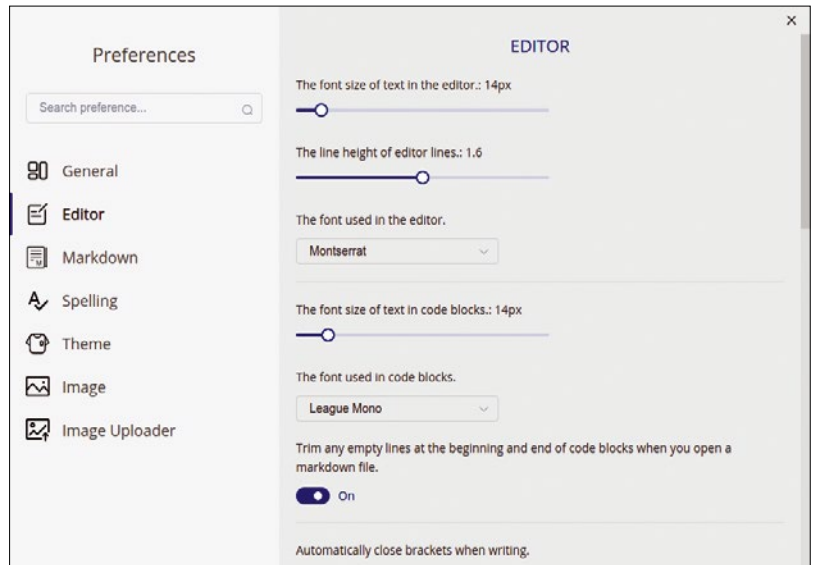 Preferences
Search preference...
General
Editor
Markdown
Spelling
Theme
Image
Image Uploader
EDITOR
The font size of text in the editor.: 14px
The line height of editor lines.: 1.6
The font used in the editor.
Montserrat
The font size of text in code blocks.: 14px
The font used in code blocks.
League Mono
Trim any empty lines at the beginning and end of code blocks when you open a
markdown file.
On
Automatically close brackets when writing.